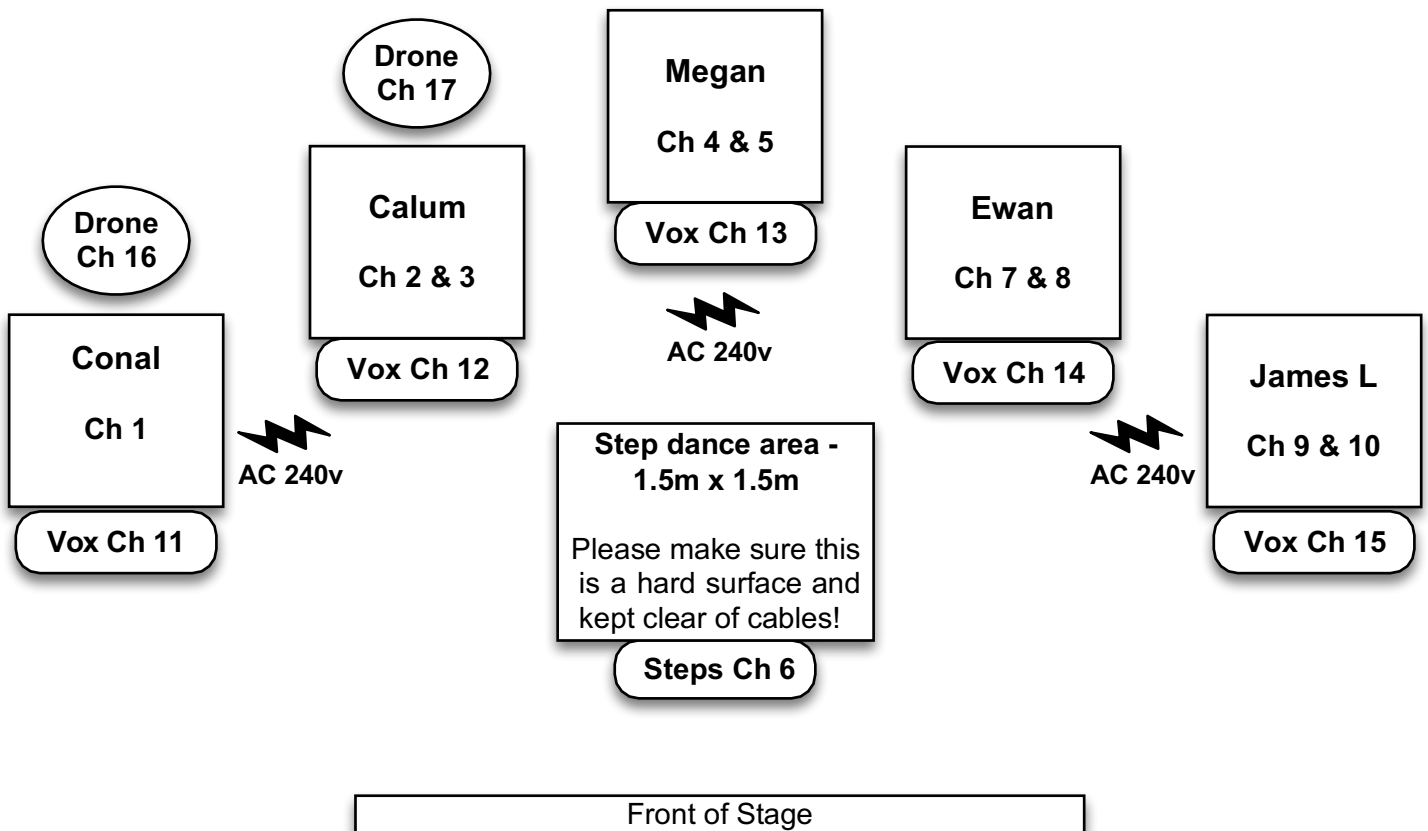 Drone
Ch 17
Megan
Ch 4 & 5
Vox Ch 13
Drone
Ch 16
Calum
Ch 2 & 3
Vox Ch 12
Ewan
Ch 7 & 8
Vox Ch 14
AC 240v
Conal
Ch 1
Vox Ch 11
AC 240v
James L
Ch 9 & 10
Vox Ch 15
AC 240v
Step dance area -
1.5m x 1.5m
Please make sure this
is a hard surface and
kept clear of cables!
Steps Ch 6
Front of Stage